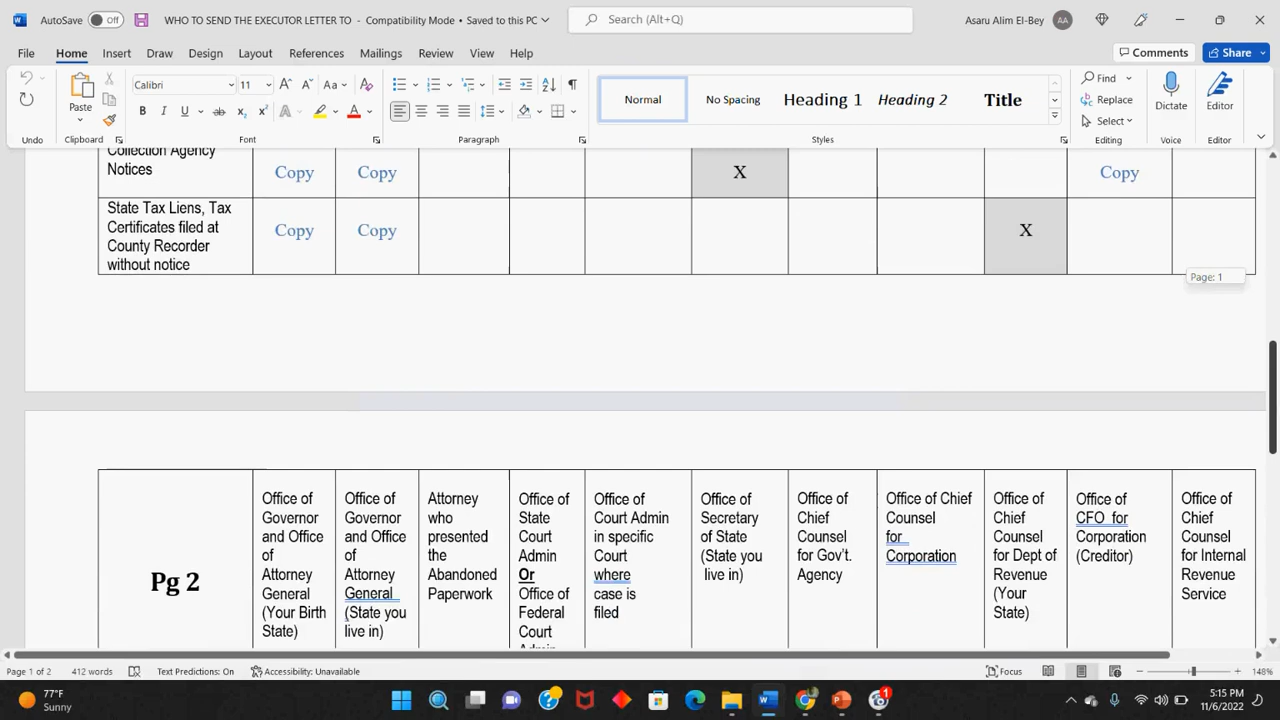 AutoSave Off WHO TO SEND THE EXECUTOR LETTER TO - Compatibility Mode • Saved to this PC Search (Alt+Q) Asaru Alim El-Bey AA
File Home Insert Draw Design Layout References Mailings Review View Help Comments Share
Calibri 11 Aa Normal No Spacing Heading 1 Heading 2 Title Find
Paste Replace Dictate Editor
B I U ab x² A A Select
Undo Clipboard Font Paragraph Styles Editing Voice Editor
Collection Agency
Notices
Copy Copy X Copy
State Tax Liens, Tax
Certificates filed at
County Recorder
without notice
Copy Copy X
Page: 1
Pg 2
Office of
Governor
and Office
of
Attorney
General
(Your Birth
State)
Office of
Governor
and Office
of
Attorney
General
(State you
live in)
Attorney
who
presented
the
Abandoned
Paperwork
Office of
State
Court
Admin
Or
Office of
Federal
Court
Admin
Office of
Court Admin
in specific
Court
where
case is
filed
Office of
Secretary
of State
(State you
live in)
Office of
Chief
Counsel
for Gov't.
Agency
Office of Chief
Counsel
for
Corporation
Office of
Chief
Counsel
for Dept of
Revenue
(Your
State)
Office of
CFO for
Corporation
(Creditor)
Office of
Chief
Counsel
for Internal
Revenue
Service
Page 1 of 2 412 words Text Predictions: On Accessibility: Unavailable Focus 148%
77°F
Sunny
1
5:15 PM
11/6/2022